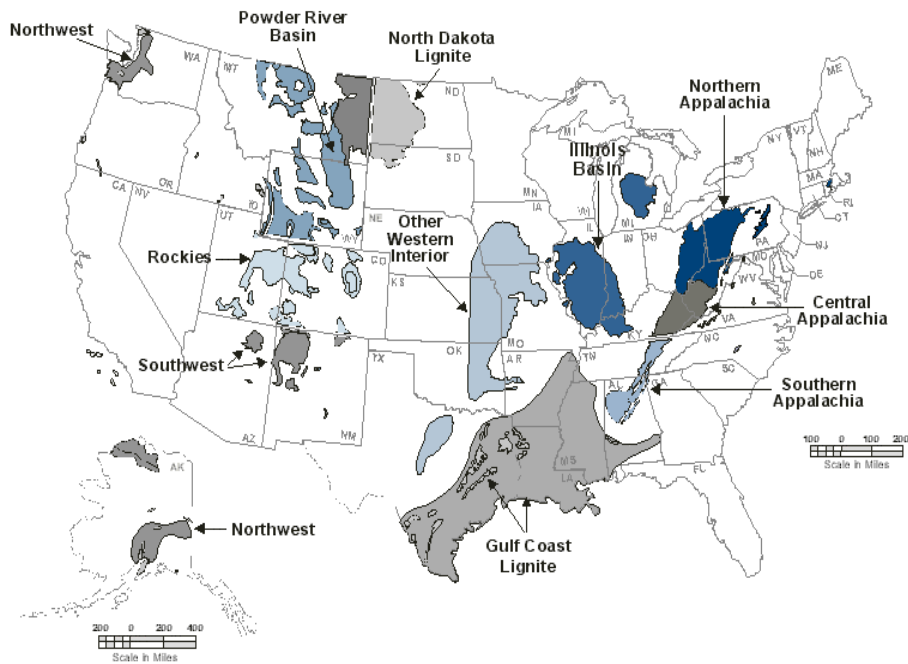 Powder River
Basin
Northwest
North Dakota
Lignite
Northern
Appalachia
Illinois
Basin
Other
Western
Interior
Rockies
Central
Appalachia
Southwest
Southern
Appalachia
Gulf Coast
Lignite
Northwest
WA
MT
ND
ME
MI
NY
VT
NH
MA
RI
CT
SD
OR
CA
NV
UT
ID
WY
NE
MN
IA
WI
IL
MI
IN
OH
PA
NJ
MD
DE
WV
VA
CO
KS
MO
KY
OK
AR
TN
NC
SC
TX
AZ
NM
AL
GA
MS
LA
FL
AK
100 0 100 200
Scale in Miles
200 0 200 400
Scale in Miles